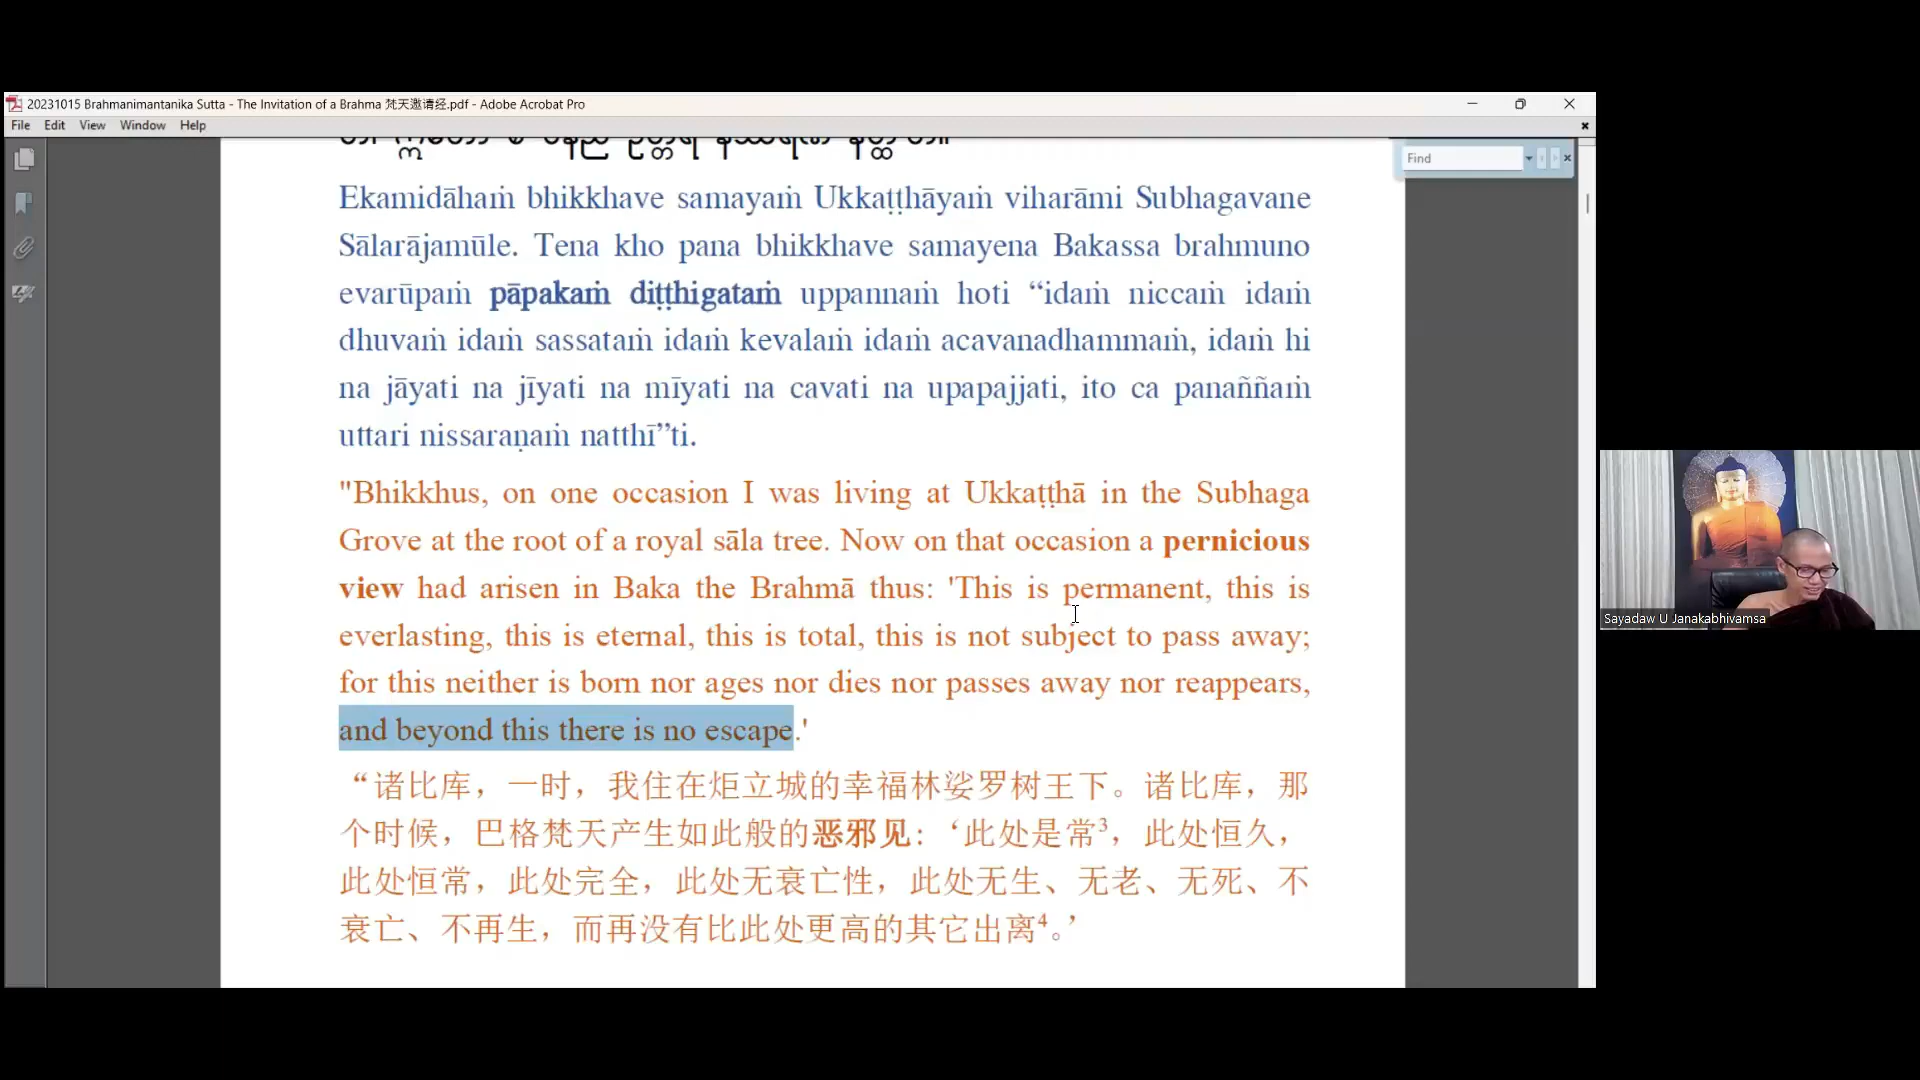 20231015 Brahmanimantanika Sutta - The Invitation of a Brahma 梵天邀请经.pdf - Adobe Acrobat Pro
File Edit View Window Help
Find
Ekamidāhaṁ bhikkhave samayaṁ Ukkaṭṭhāyaṁ viharāmi Subhagavane
Sālarājamūle. Tena kho pana bhikkhave samayena Bakassa brahmuno
evarūpaṁ pāpakaṁ diṭṭhigataṁ uppannaṁ hoti “idaṁ niccaṁ idaṁ
dhuvaṁ idaṁ sassataṁ idaṁ kevalaṁ idaṁ acavanadhammaṁ, idaṁ hi
na jāyati na jīyati na mīyati na cavati na upapajjati, ito ca panaññaṁ
uttari nissaraṇaṁ natthī”ti.
"Bhikkhus, on one occasion I was living at Ukkaṭṭhā in the Subhaga
Grove at the root of a royal sāla tree. Now on that occasion a pernicious
view had arisen in Baka the Brahmā thus: 'This is permanent, this is
everlasting, this is eternal, this is total, this is not subject to pass away;
for this neither is born nor ages nor dies nor passes away nor reappears,
and beyond this there is no escape.'
“诸比库，一时，我住在炬立城的幸福林娑罗树王下。诸比库，那
个时候，巴格梵天产生如此般的恶邪见：‘此处是常³，此处恒久，
此处恒常，此处完全，此处无衰亡性，此处无生、无老、无死、不
衰亡、不再生，而再没有比此处更高的其它出离⁴。’
Sayadaw U Janakabhivamsa